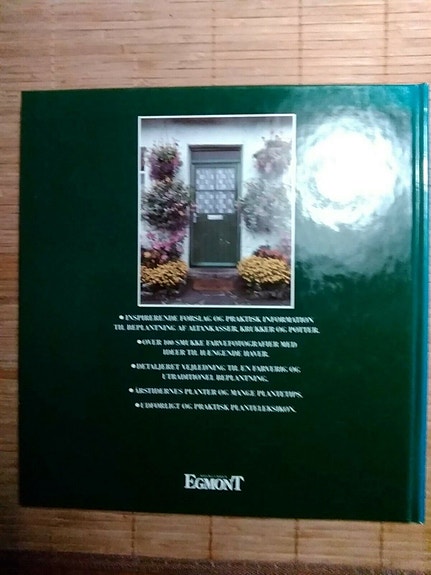 • INSPIRERENDE FORSLAG OG PRAKTISK INFORMATION
TIL BEPLANTNING AF ALTANKASSER, KRUKKER OG POTTER.
• OVER 100 SMUKKE FARVEFOTOGRAFIER MED
IDEER TIL HÆNGENDE HAVER.
• DETALJERET VEJLEDNING TIL EN FARVERIG OG
UTRADITIONEL BEPLANTNING.
• ÅRSTIDERNES PLANTER OG MANGE PLANTETIPS.
• UDFØRLIGT OG PRAKTISK PLANTELEKSIKON.
EGMONT